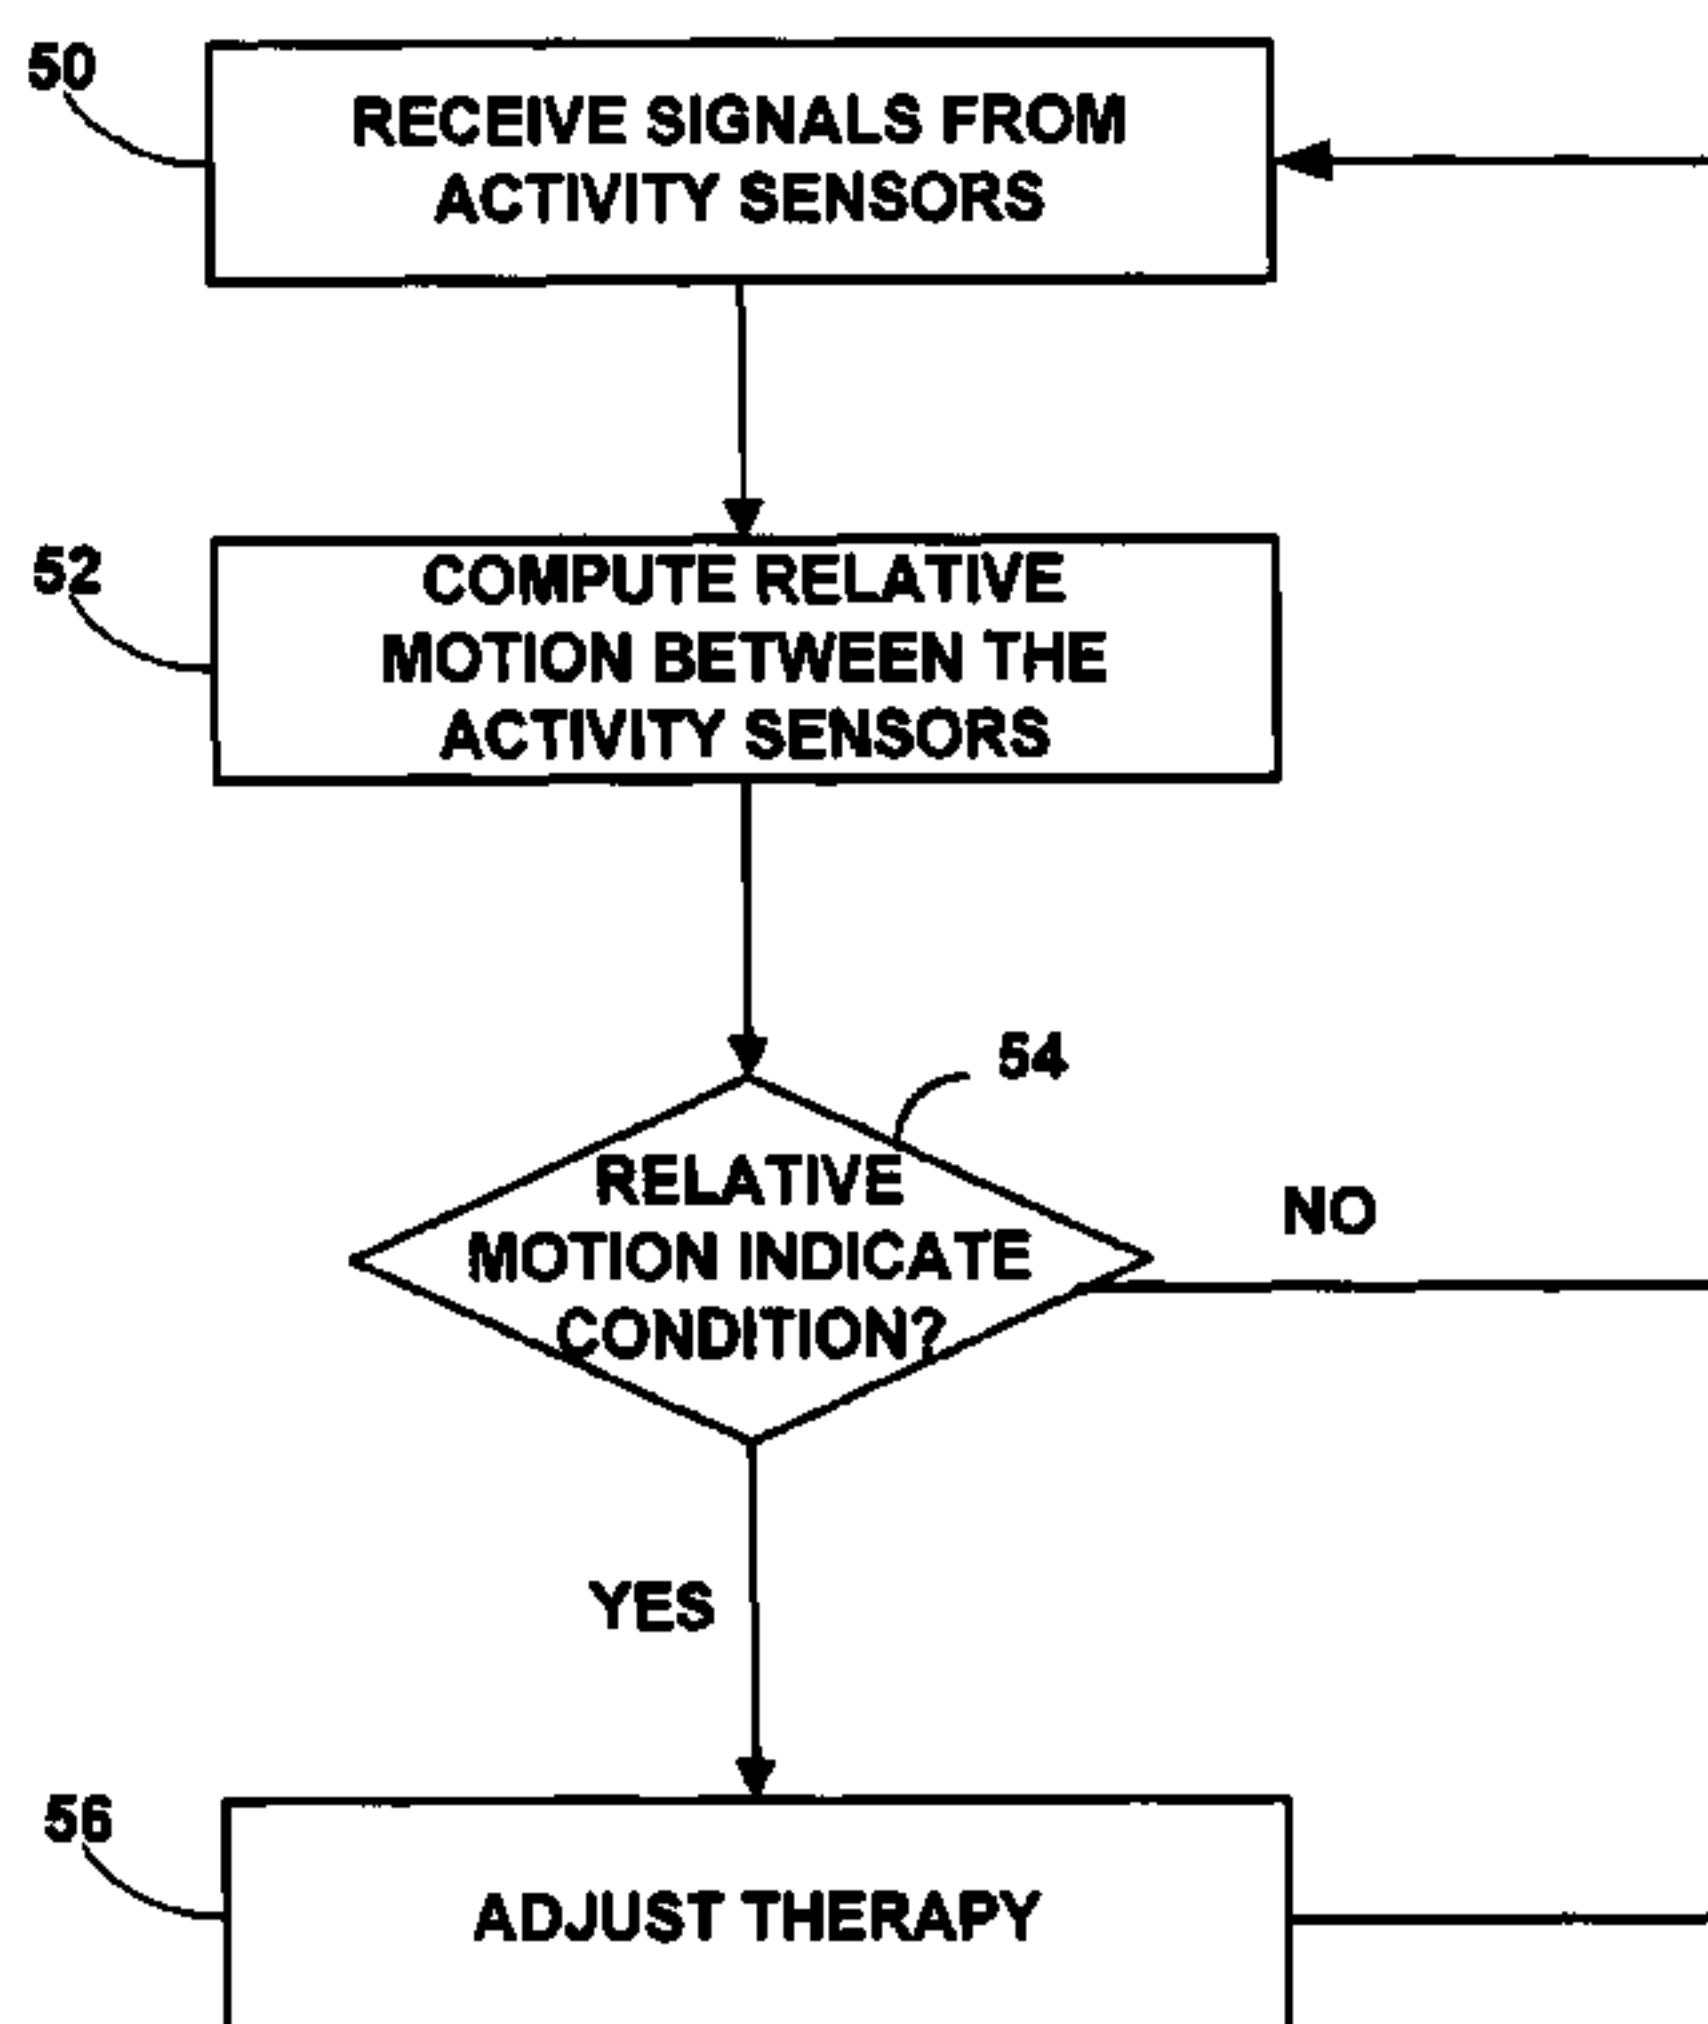 50
RECEIVE SIGNALS FROM
ACTIVITY SENSORS
52
COMPUTE RELATIVE
MOTION BETWEEN THE
ACTIVITY SENSORS
54
RELATIVE
MOTION INDICATE
CONDITION?
NO
YES
56
ADJUST THERAPY